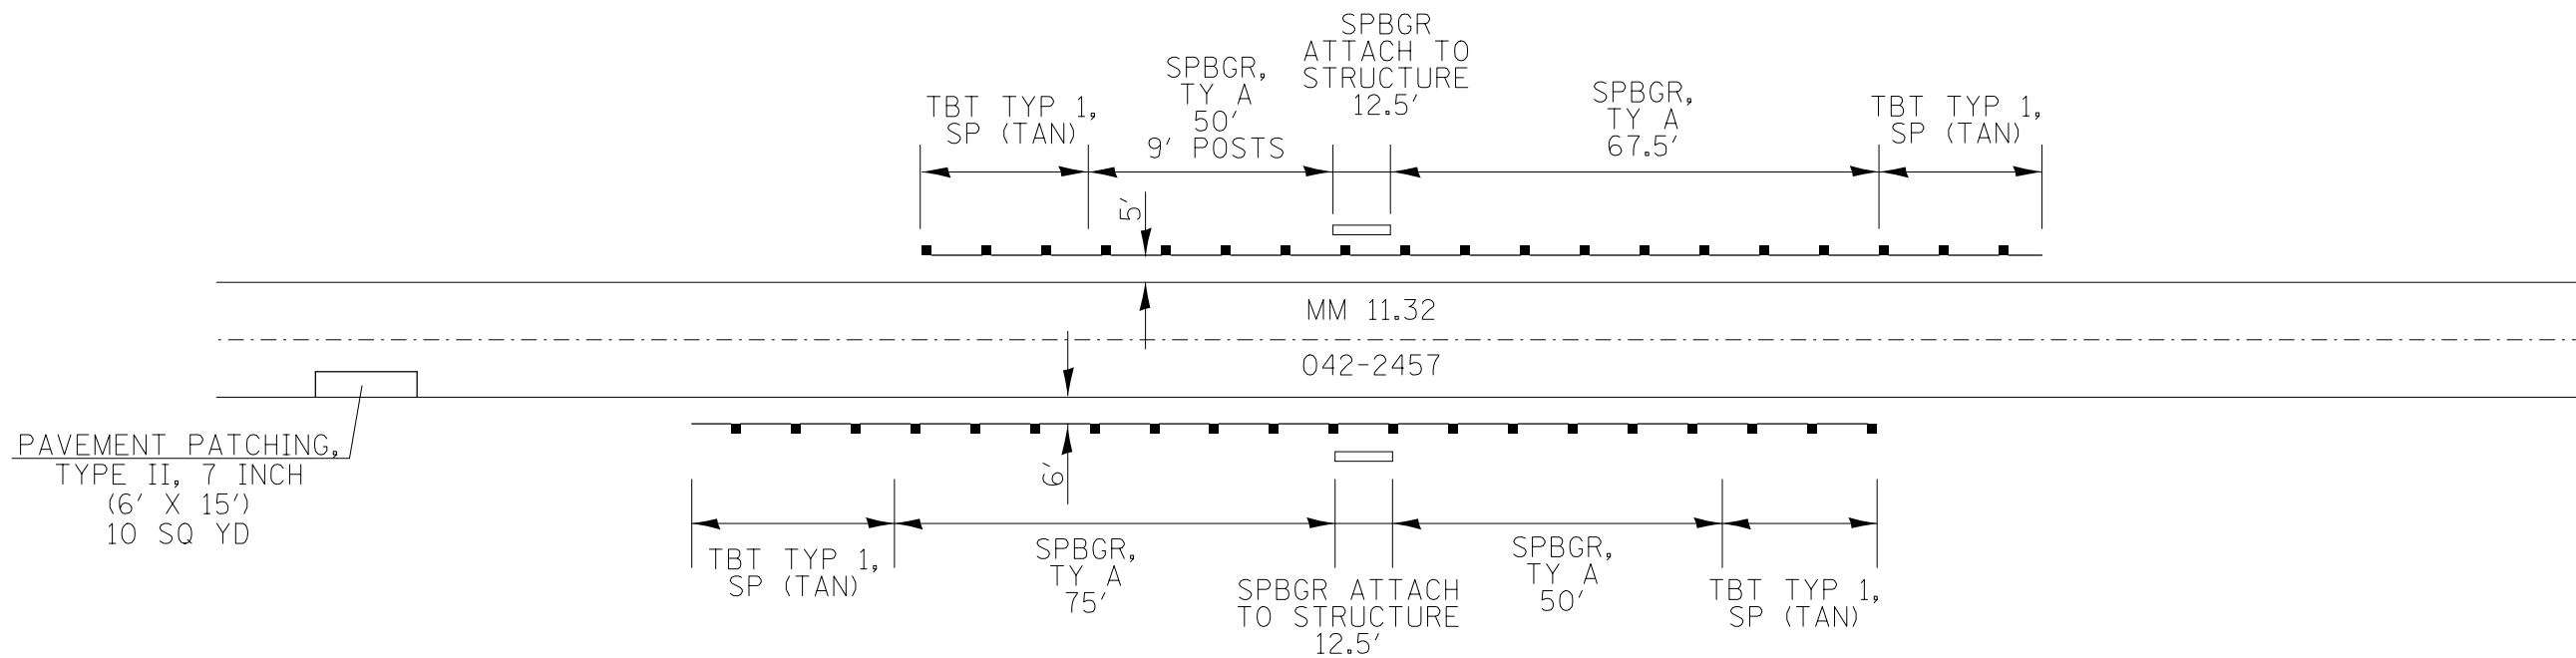 TBT TYP 1,
SP (TAN)
SPBGR,
TY A
50'
9' POSTS
SPBGR
ATTACH TO
STRUCTURE
12.5'
SPBGR,
TY A
67.5'
TBT TYP 1,
SP (TAN)
5'
MM 11.32
042-2457
PAVEMENT PATCHING,
TYPE II, 7 INCH
(6' X 15')
10 SQ YD
6'
TBT TYP 1,
SP (TAN)
SPBGR,
TY A
75'
SPBGR ATTACH
TO STRUCTURE
12.5'
SPBGR,
TY A
50'
TBT TYP 1,
SP (TAN)